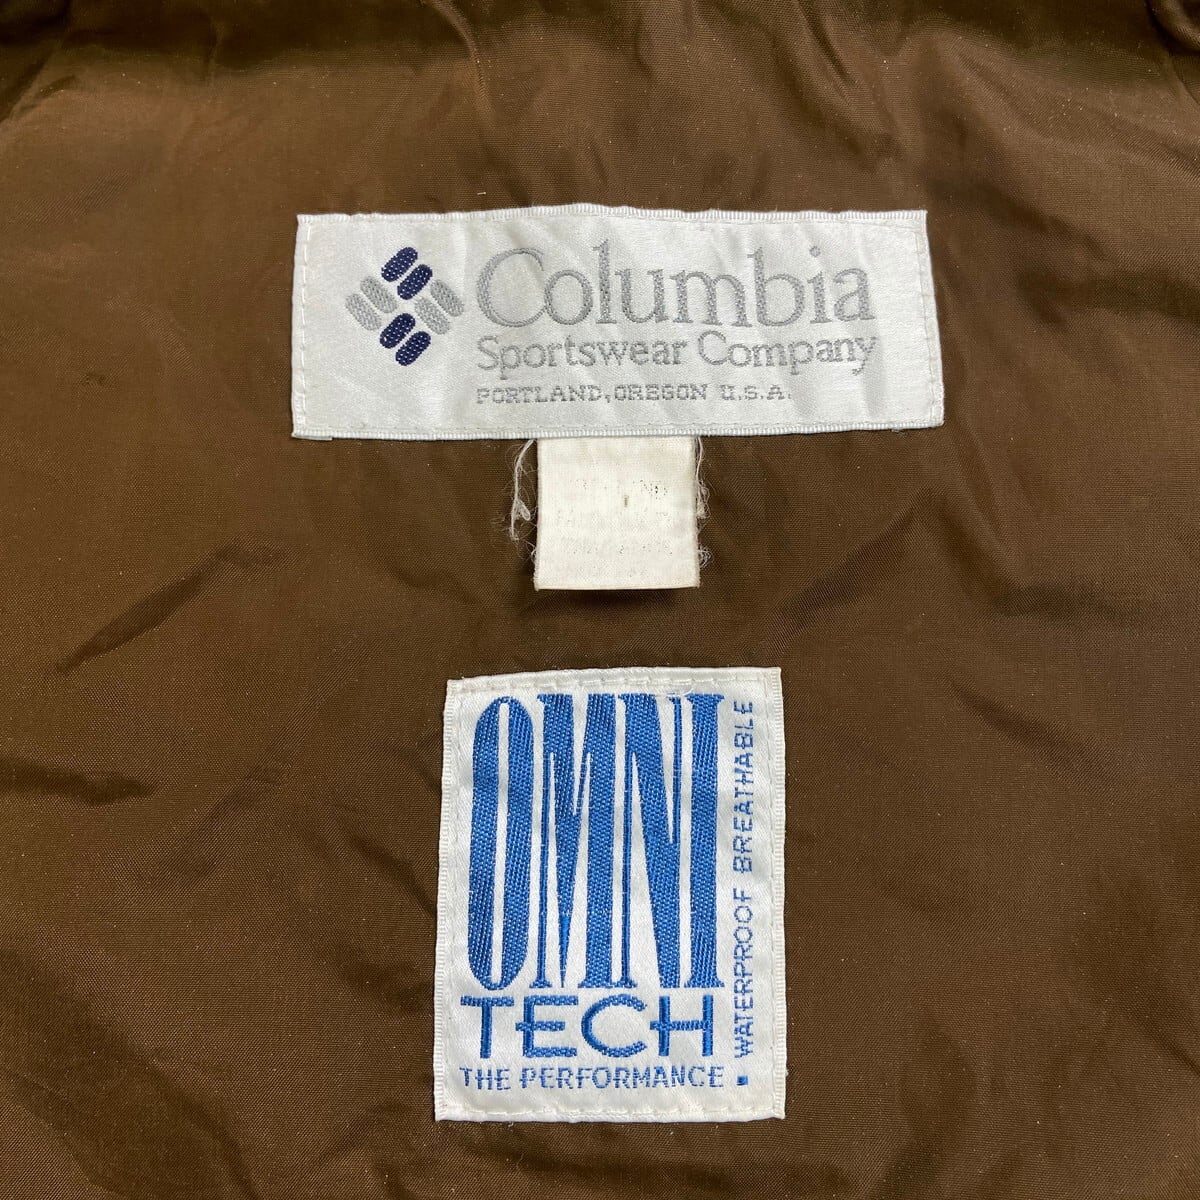 Columbia
Sportswear Company
PORTLAND, OREGON U.S.A.
OMNI
TECH
THE PERFORMANCE •
WATERPROOF BREATHABLE